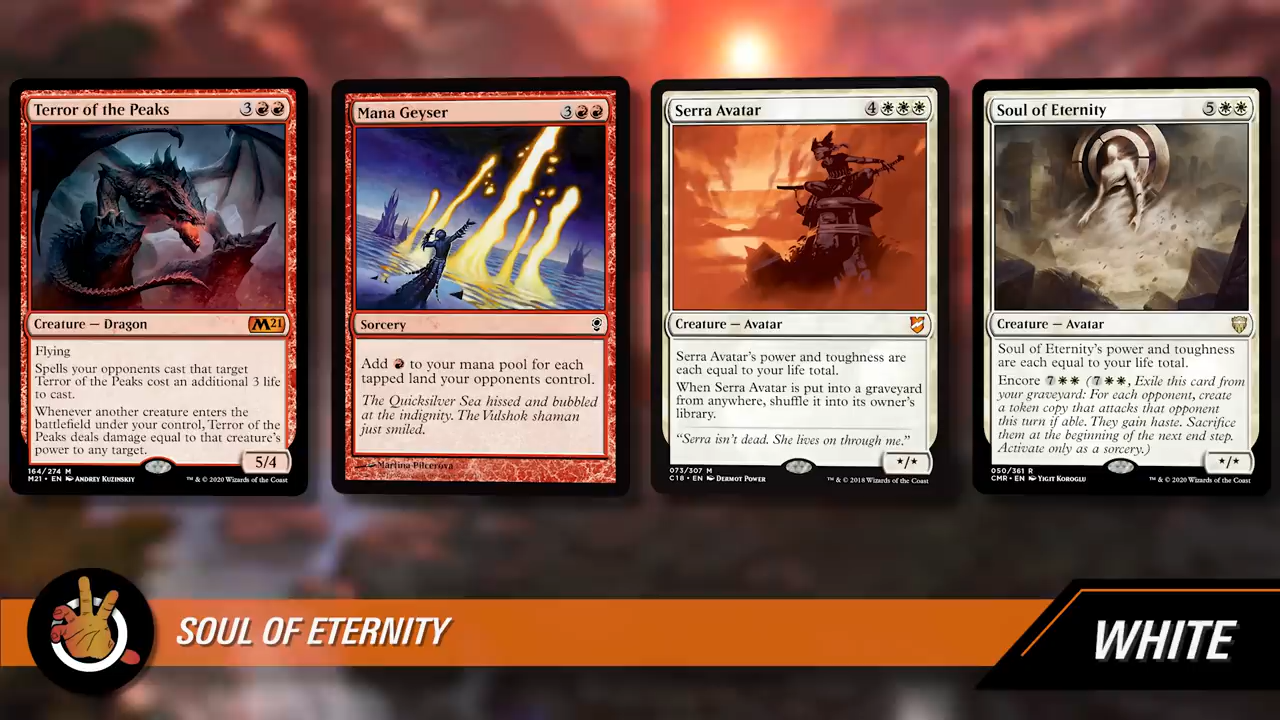 Terror of the Peaks 3
Creature — Dragon M21
Flying
Spells your opponents cast that target
Terror of the Peaks cost an additional 3 life
to cast.
Whenever another creature enters the
battlefield under your control, Terror of the
Peaks deals damage equal to that creature's
power to any target.
5/4
164/274 M
M21 • EN ANDREY KUZINSKIY ™ & © 2020 Wizards of the Coast
Mana Geyser 3
Sorcery
Add to your mana pool for each
tapped land your opponents control.
The Quicksilver Sea hissed and bubbled
at the indignity. The Vulshok shaman
just smiled.
Martina Pilcerova
Serra Avatar 4
Creature — Avatar
Serra Avatar's power and toughness are
each equal to your life total.
When Serra Avatar is put into a graveyard
from anywhere, shuffle it into its owner's
library.
"Serra isn't dead. She lives on through me."
*/*
073/307 M
C18 • EN DERMOT POWER ™ & © 2018 Wizards of the Coast
Soul of Eternity 5
Creature — Avatar
Soul of Eternity's power and toughness
are each equal to your life total.
Encore 7 (7, Exile this card from
your graveyard: For each opponent, create
a token copy that attacks that opponent
this turn if able. They gain haste. Sacrifice
them at the beginning of the next end step.
Activate only as a sorcery.)
*/*
050/361 R
CMR • EN YIGIT KOROGLU ™ & © 2020 Wizards of the Coast
SOUL OF ETERNITY
WHITE